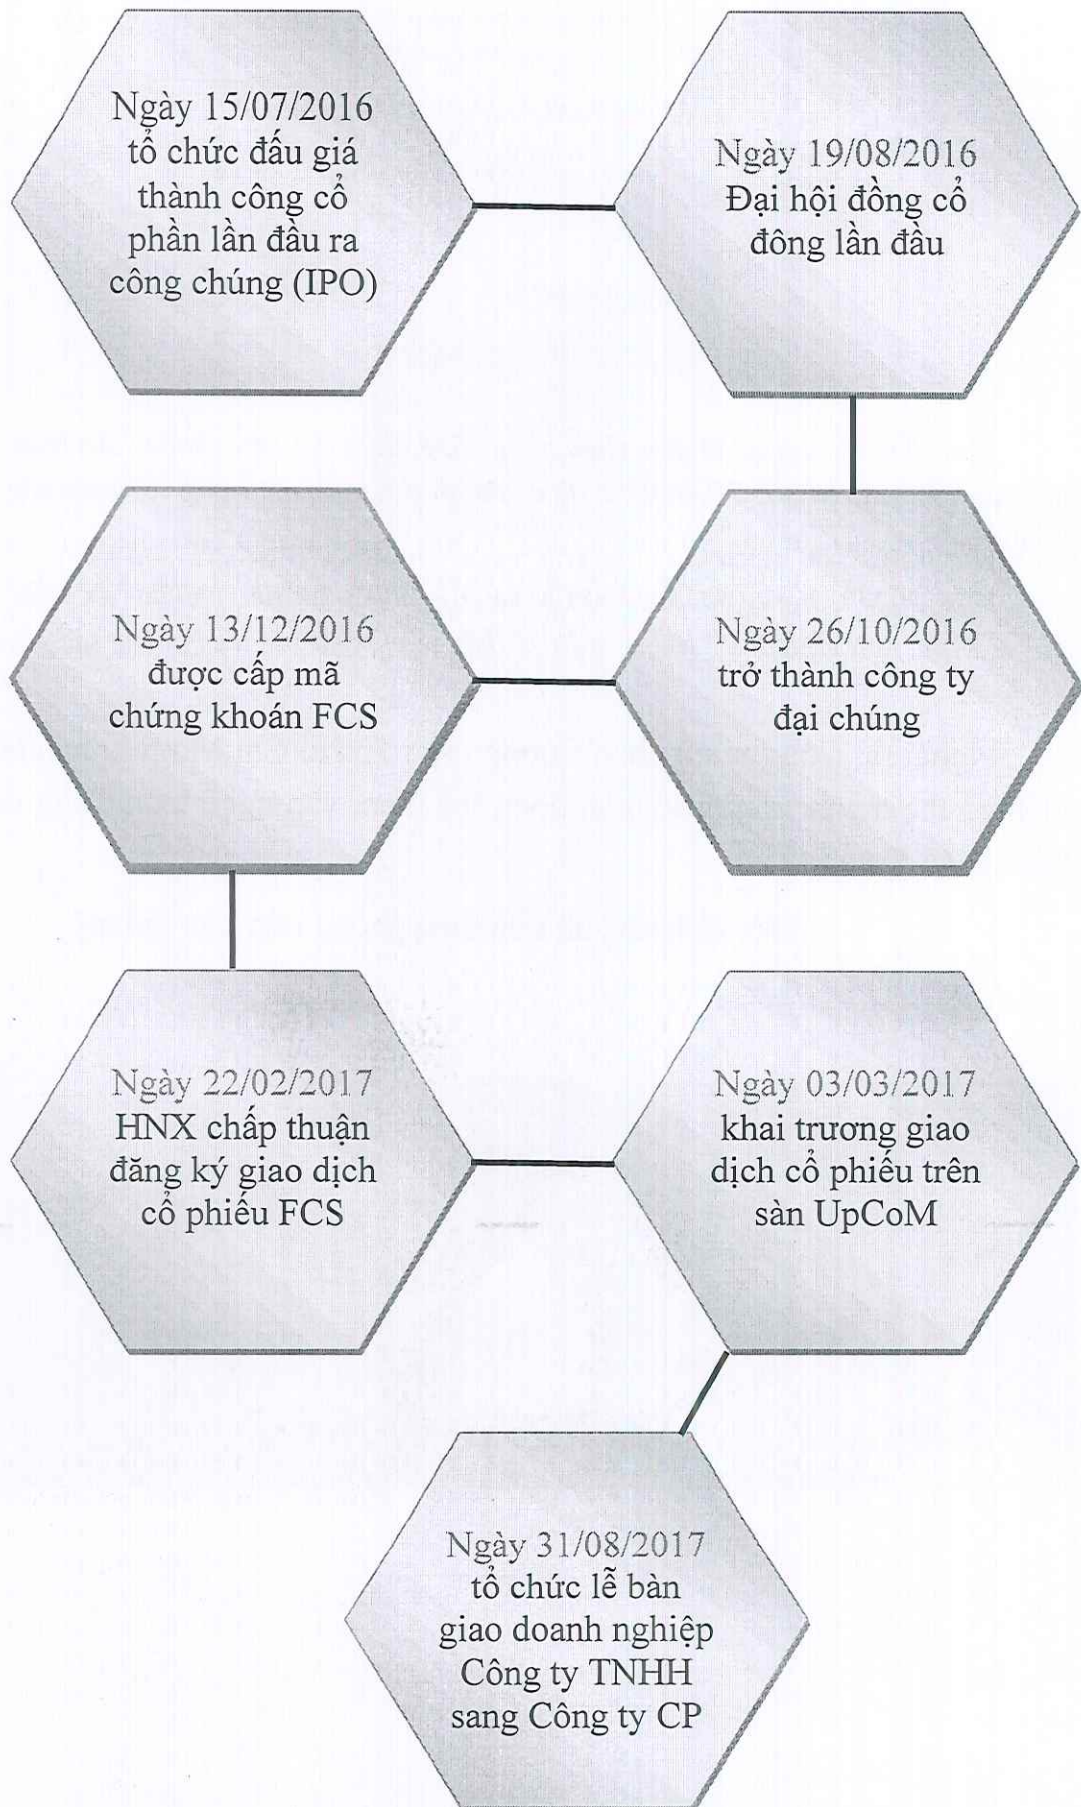 Ngày 15/07/2016
tổ chức đấu giá
thành công cổ
phần lần đầu ra
công chúng (IPO)
Ngày 19/08/2016
Đại hội đồng cổ
đông lần đầu
Ngày 26/10/2016
trở thành công ty
đại chúng
Ngày 13/12/2016
được cấp mã
chứng khoán FCS
Ngày 22/02/2017
HNX chấp thuận
đăng ký giao dịch
cổ phiếu FCS
Ngày 03/03/2017
khai trương giao
dịch cổ phiếu trên
sàn UpCoM
Ngày 31/08/2017
tổ chức lễ bàn
giao doanh nghiệp
Công ty TNHH
sang Công ty CP